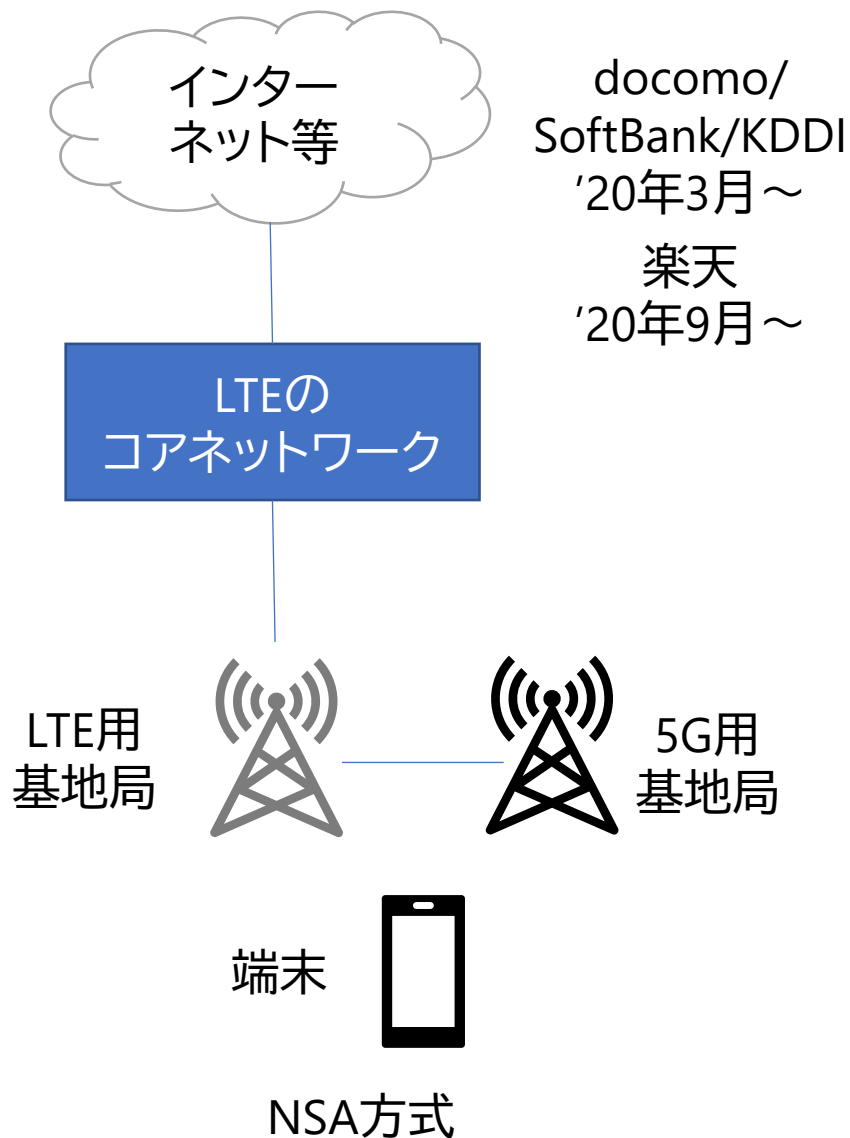 インター
ネット等
docomo/
SoftBank/KDDI
’20年3月～
楽天
’20年9月～
LTEの
コアネットワーク
LTE用
基地局
5G用
基地局
端末
NSA方式